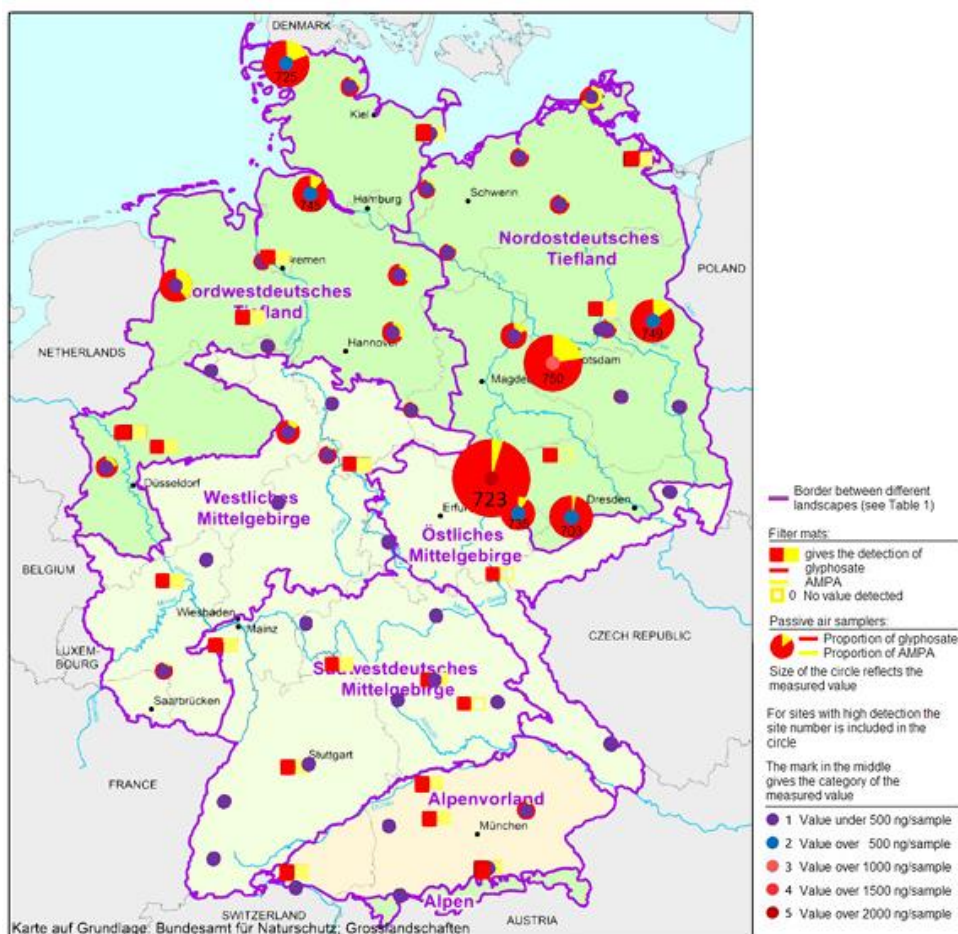 DENMARK
725
Kiel
745
Hamburg
Schwerin
Nordostdeutsches
Tiefland
POLAND
Bremen
ordwestdeutsches
Tiefland
NETHERLANDS
Hannover
749
otsdam
Magde
750
Düsseldorf
723
Westliches
Mittelgebirge
Erfu
Dresden
703
Östliches
Mittelgebirge
BELGIUM
Wiesbaden
Mainz
CZECH REPUBLIC
LUXEM-
BOURG
Südwestdeutsches
Mittelgebirge
Saarbrücken
Stuttgart
FRANCE
Alpenvorland
München
Alpen
SWITZERLAND
AUSTRIA
Karte auf Grundlage: Bundesamt für Naturschutz; Grosslandschaften
Border between different
landscapes (see Table 1)
Filter mats:
gives the detection of
glyphosate
AMPA
0 No value detected
Passive air samplers:
Proportion of glyphosate
Proportion of AMPA
Size of the circle reflects the
measured value
For sites with high detection the
site number is included in the
circle
The mark in the middle
gives the category of the
measured value
1 Value under 500 ng/sample
2 Value over 500 ng/sample
3 Value over 1000 ng/sample
4 Value over 1500 ng/sample
5 Value over 2000 ng/sample